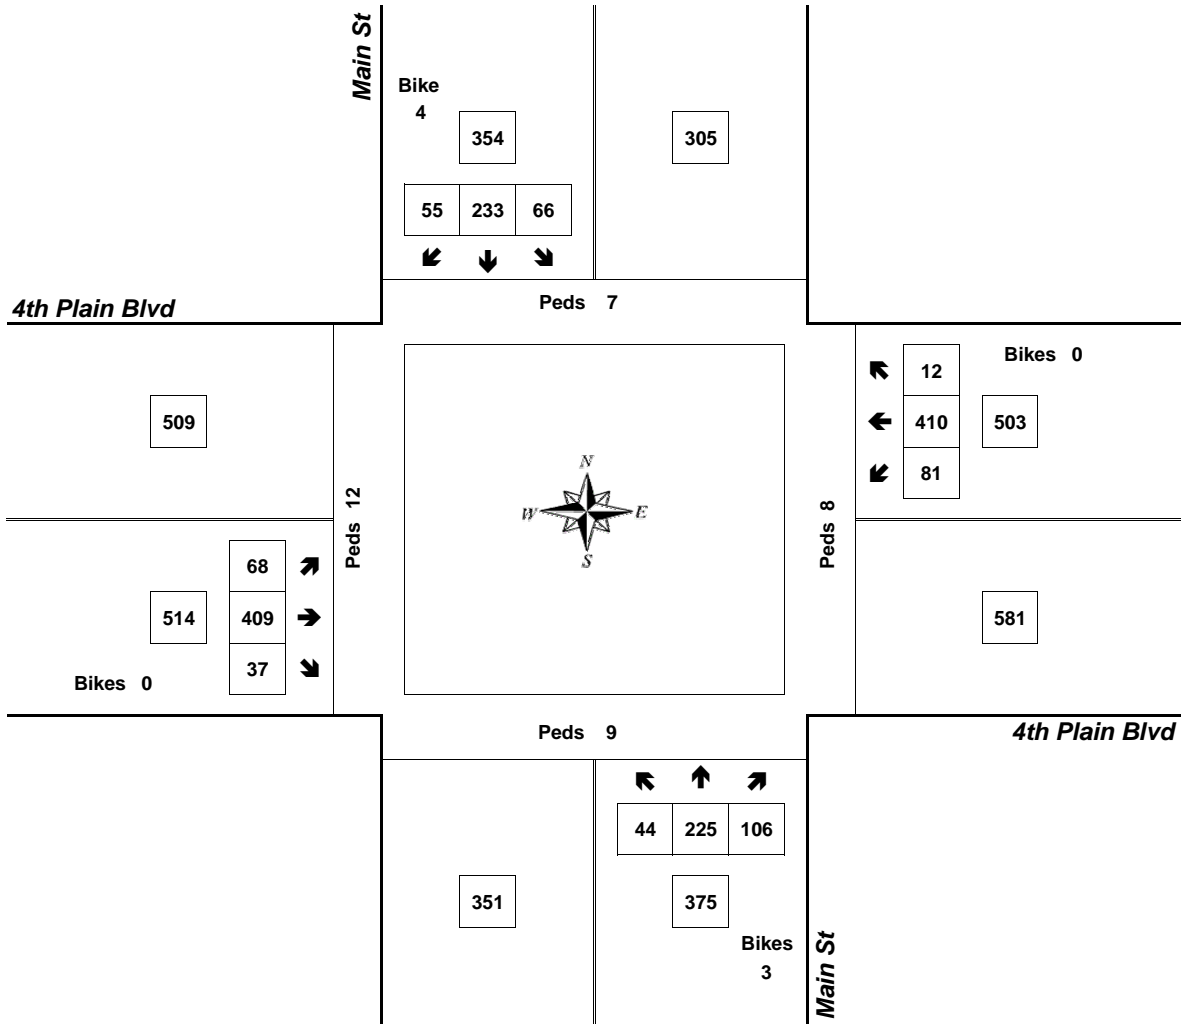 Main St
Bike
4
354
305
55 233 66
Peds 7
4th Plain Blvd
Bikes 0
12
509
410 503
81
N
W E
S
Peds 12
Peds 8
68
514 409
581
37
Bikes 0
Peds 9
4th Plain Blvd
44 225 106
351
375
Bikes
3
Main St